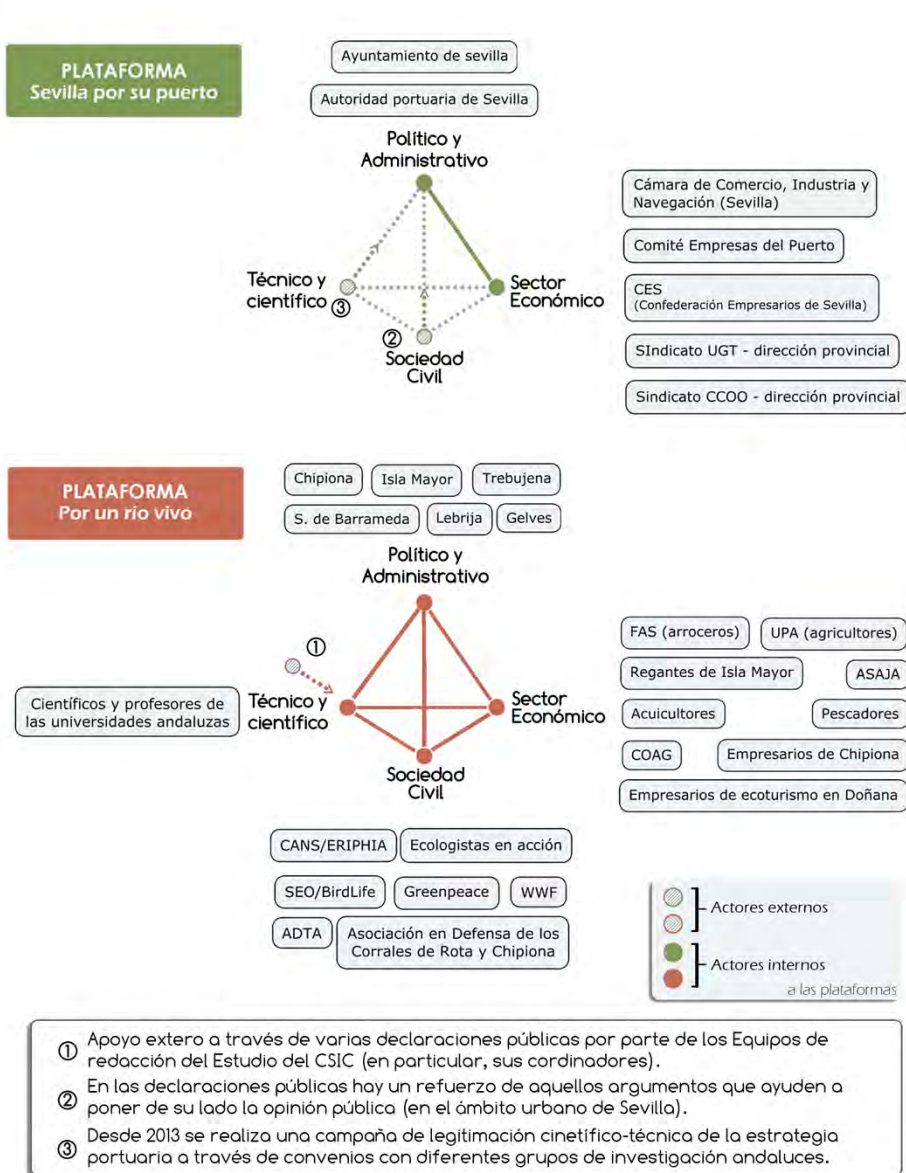 PLATAFORMA
Sevilla por su puerto
Ayuntamiento de sevilla
Autoridad portuaria de Sevilla
Político y
Administrativo
Técnico y
científico
③
②
Sociedad
Civil
Sector
Económico
Cámara de Comercio, Industria y
Navegación (Sevilla)
Comité Empresas del Puerto
CES
(Confederación Empresarios de Sevilla)
SIndicato UGT - dirección provincial
Sindicato CCOO - dirección provincial
PLATAFORMA
Por un río vivo
Chipiona
Isla Mayor
Trebujena
S. de Barrameda
Lebrija
Gelves
Político y
Administrativo
①
Científicos y profesores de
las universidades andaluzas
Técnico y
científico
Sector
Económico
Sociedad
Civil
FAS (arroceros)
UPA (agricultores)
Regantes de Isla Mayor
ASAJA
Acuicultores
Pescadores
COAG
Empresarios de Chipiona
Empresarios de ecoturismo en Doñana
CANS/ERIPHIA
Ecologistas en acción
SEO/BirdLife
Greenpeace
WWF
ADTA
Asociación en Defensa de los
Corrales de Rota y Chipiona
Actores externos
Actores internos
a las plataformas
① Apoyo extero a través de varias declaraciones públicas por parte de los Equipos de
redacción del Estudio del CSIC (en particular, sus cordinadores).
② En las declaraciones públicas hay un refuerzo de aquellos argumentos que ayuden a
poner de su lado la opinión pública (en el ámbito urbano de Sevilla).
③ Desde 2013 se realiza una campaña de legitimación cinetífico-técnica de la estrategia
portuaria a través de convenios con diferentes grupos de investigación andaluces.